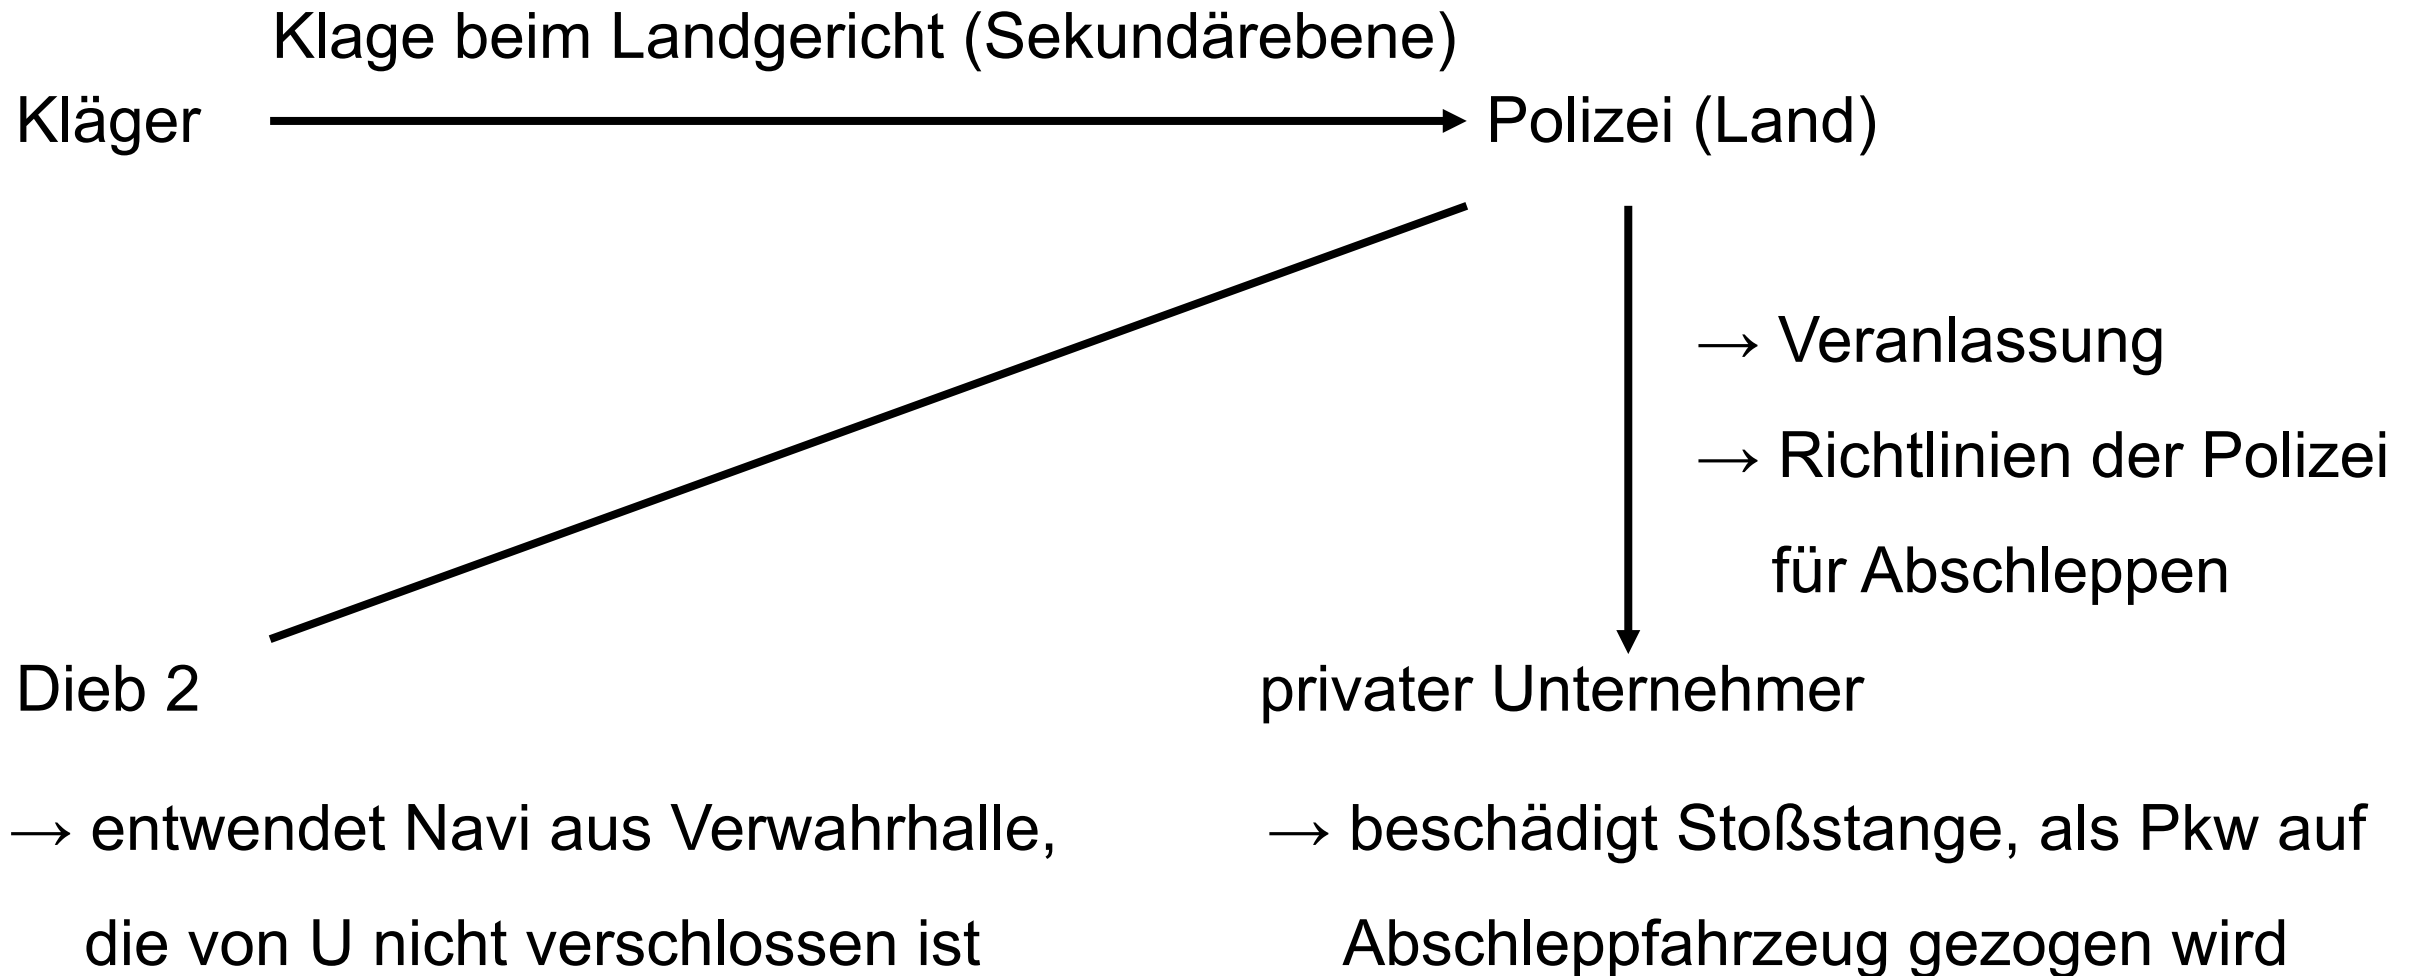 Klage beim Landgericht (Sekundärebene)
Kläger
Polizei (Land)
→ Veranlassung
→ Richtlinien der Polizei
für Abschleppen
Dieb 2
privater Unternehmer
→ entwendet Navi aus Verwahrhalle,
die von U nicht verschlossen ist
→ beschädigt Stoßstange, als Pkw auf
Abschleppfahrzeug gezogen wird